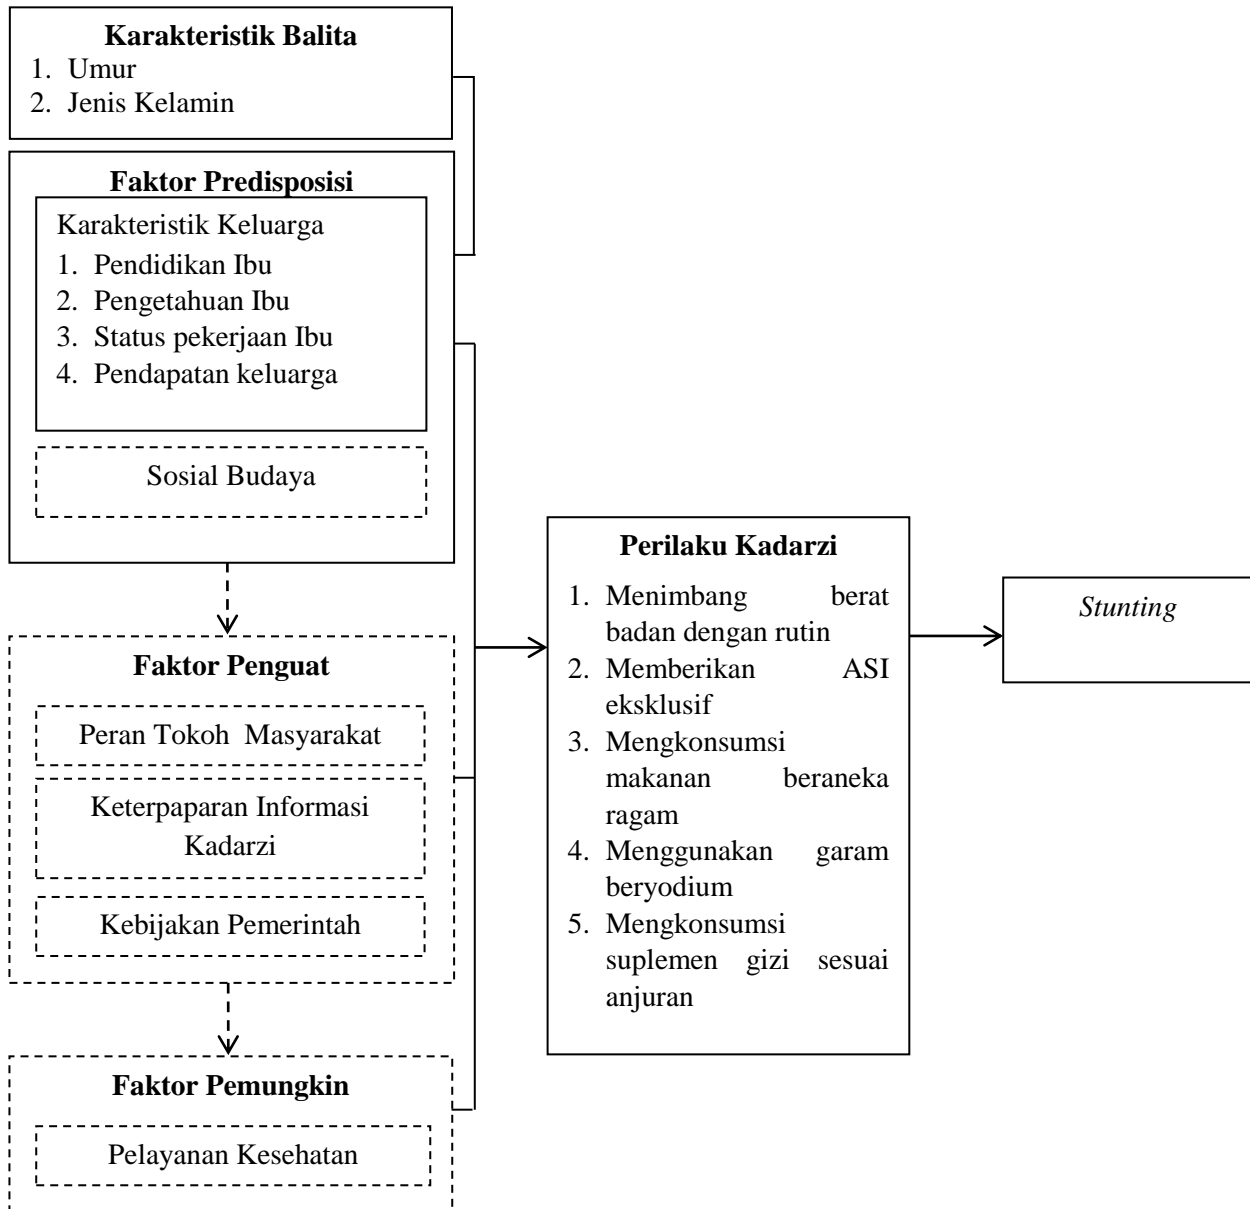 Karakteristik Balita
1. Umur
2. Jenis Kelamin
Faktor Predisposisi
Karakteristik Keluarga
1. Pendidikan Ibu
2. Pengetahuan Ibu
3. Status pekerjaan Ibu
4. Pendapatan keluarga
Sosial Budaya
Faktor Penguat
Peran Tokoh Masyarakat
Keterpaparan Informasi
Kadarzi
Kebijakan Pemerintah
Faktor Pemungkin
Pelayanan Kesehatan
Perilaku Kadarzi
1. Menimbang berat
badan dengan rutin
2. Memberikan ASI
eksklusif
3. Mengkonsumsi
makanan beraneka
ragam
4. Menggunakan garam
beryodium
5. Mengkonsumsi
suplemen gizi sesuai
anjuran
Stunting